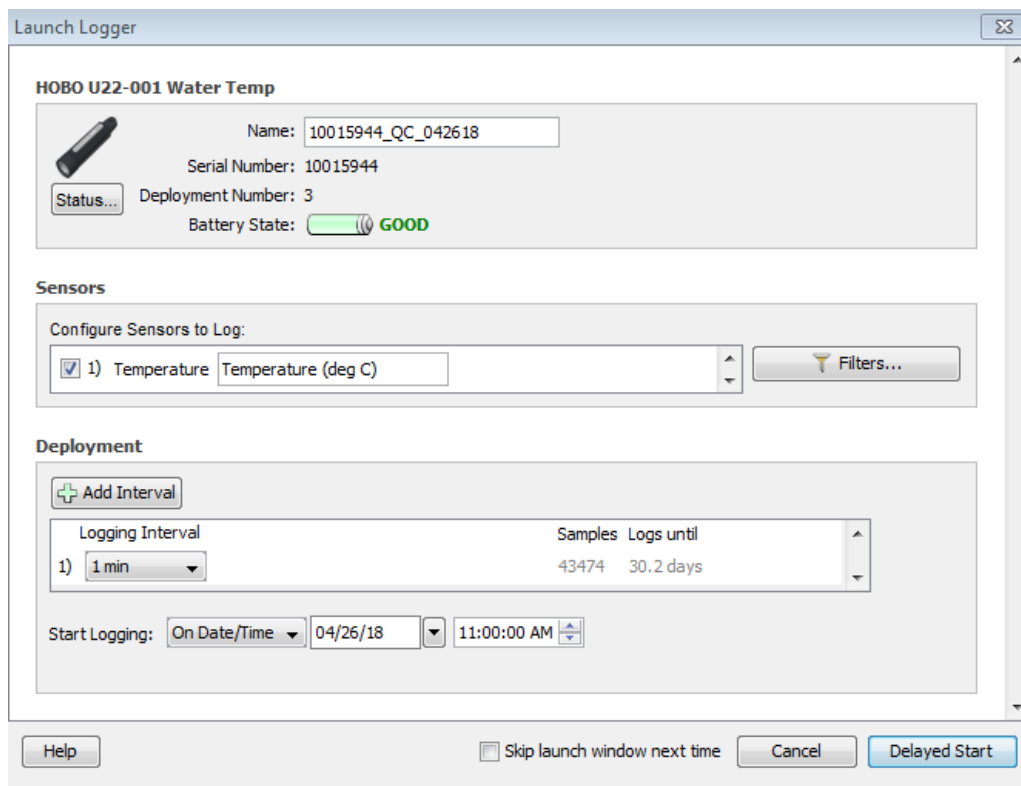 Launch Logger
HOBO U22-001 Water Temp
Name: 10015944_QC_042618
Serial Number: 10015944
Status... Deployment Number: 3
Battery State: GOOD
Sensors
Configure Sensors to Log:
1) Temperature Temperature (deg C) Filters...
Deployment
Add Interval
Logging Interval Samples Logs until
1) 1 min 43474 30.2 days
Start Logging: On Date/Time 04/26/18 11:00:00 AM
Help Skip launch window next time Cancel Delayed Start